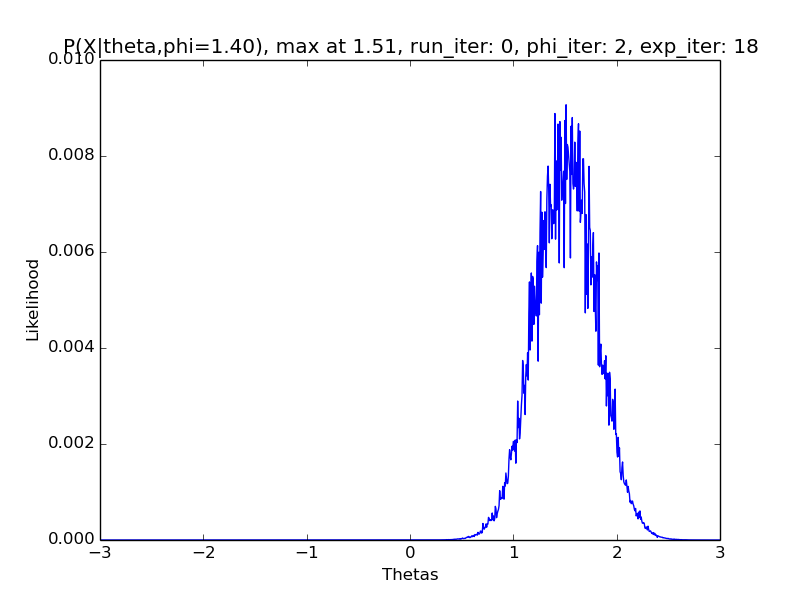 P(X|theta,phi=1.40), max at 1.51, run_iter: 0, phi_iter: 2, exp_iter: 18
0.010
0.008
0.006
0.004
0.002
0.000
Likelihood
−3 −2 −1 0 1 2 3
Thetas